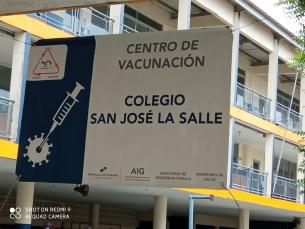 CENTRO DE
VACUNACIÓN
COLEGIO
SAN JOSÉ LA SALLE
AIG
MINISTERIO DE
SEGURIDAD PÚBLICA
MINISTERIO DE
SALUD
SHOT ON REDMI 9
AI QUAD CAMERA